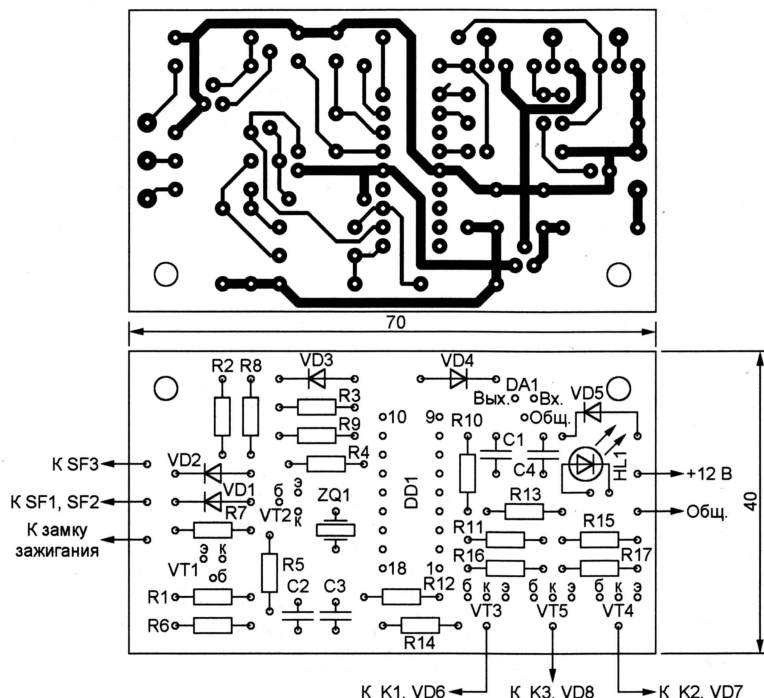 70
R2 R8 VD3 VD4
DA1
Вых. Вх.
VD5
Общ.
R3
10 9 R10
C1
R9
R4
C4
HL1
К SF3
VD2
+12 В
VD1
DD1
э
б
к
ZQ1
R13
40
К SF1, SF2
R7
VT2
Общ.
К замку
зажигания
R11 R15
э к
VT1
б
R5
R16 R17
18 1
R12
C2 C3
б к э б к э б к э
R1
VT3 VT5 VT4
R6
R14
К K1, VD6 К K3, VD8 К K2, VD7